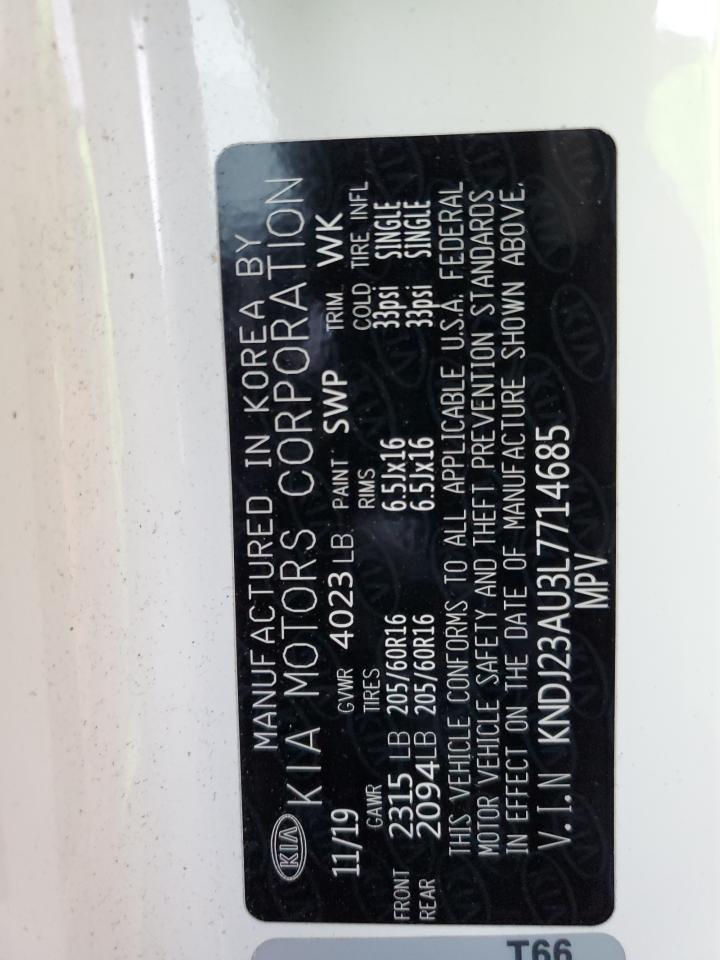 MANUFACTURED IN KOREA BY
KIA KIA MOTORS CORPORATION
11/19 GVWR 4023 LB. PAINT SWP TRIM WK
GAWR TIRES RIMS COLD TIRE INFL
FRONT 2315 LB 205/60R16 6.5Jx16 33psi SINGLE
REAR 2094 LB 205/60R16 6.5Jx16 33psi SINGLE
THIS VEHICLE CONFORMS TO ALL APPLICABLE U.S.A. FEDERAL
MOTOR VEHICLE SAFETY AND THEFT PREVENTION STANDARDS
IN EFFECT ON THE DATE OF MANUFACTURE SHOWN ABOVE.
V.I.N KNDJ23AU3L7714685
MPV
T66